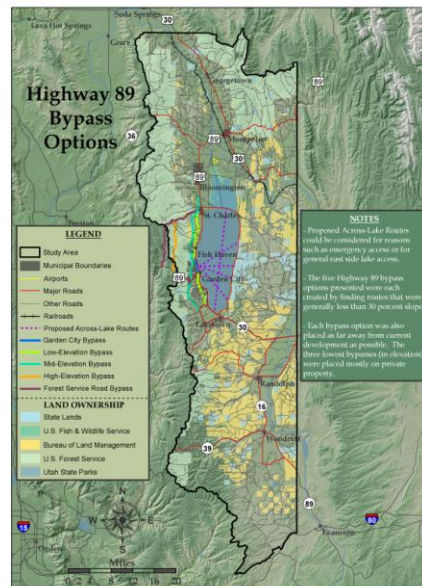 Lava Hot Springs
Soda Springs
30
Grace
Georgetown
Highway 89
Bypass
Options
89
36
89
Montpelier
30
89
Bloomington
Preston
St. Charles
Fish Haven
89
Garden City
Laketown
30
LEGEND
Study Area
Municipal Boundaries
Airports
Major Roads
Other Roads
Railroads
Proposed Across-Lake Routes
Garden City Bypass
Low-Elevation Bypass
Mid-Elevation Bypass
High-Elevation Bypass
Forest Service Road Bypass
LAND OWNERSHIP
State Lands
U.S. Fish & Wildlife Service
Bureau of Land Management
U.S. Forest Service
Utah State Parks
NOTES
- Proposed Across-Lake Routes
could be considered for reasons
such as emergency access or for
general east side lake access.
- The five Highway 89 bypass
options presented were each
created by finding routes that were
generally less than 30 percent slope.
- Each bypass option was also
placed as far away from current
development as possible. The
three lowest bypasses (in elevation)
were placed mostly on private
property.
Randolph
16
Woodruff
39
89
80
Evanston
15
Ogden
N
W
E
S
Miles
0 2 4 8 12 16 20